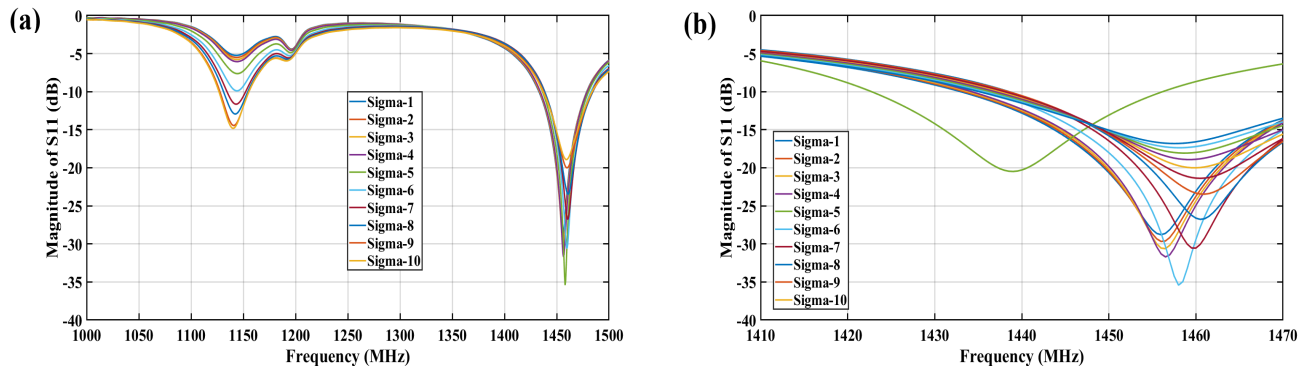 (a)
Magnitude of S11 (dB)
0
-5
-10
-15
-20
-25
-30
-35
-40
Sigma-1
Sigma-2
Sigma-3
Sigma-4
Sigma-5
Sigma-6
Sigma-7
Sigma-8
Sigma-9
Sigma-10
1000 1050 1100 1150 1200 1250 1300 1350 1400 1450 1500
Frequency (MHz)
(b)
Magnitude of S11 (dB)
0
-5
-10
-15
-20
-25
-30
-35
-40
Sigma-1
Sigma-2
Sigma-3
Sigma-4
Sigma-5
Sigma-6
Sigma-7
Sigma-8
Sigma-9
Sigma-10
1410 1420 1430 1440 1450 1460 1470
Frequency (MHz)